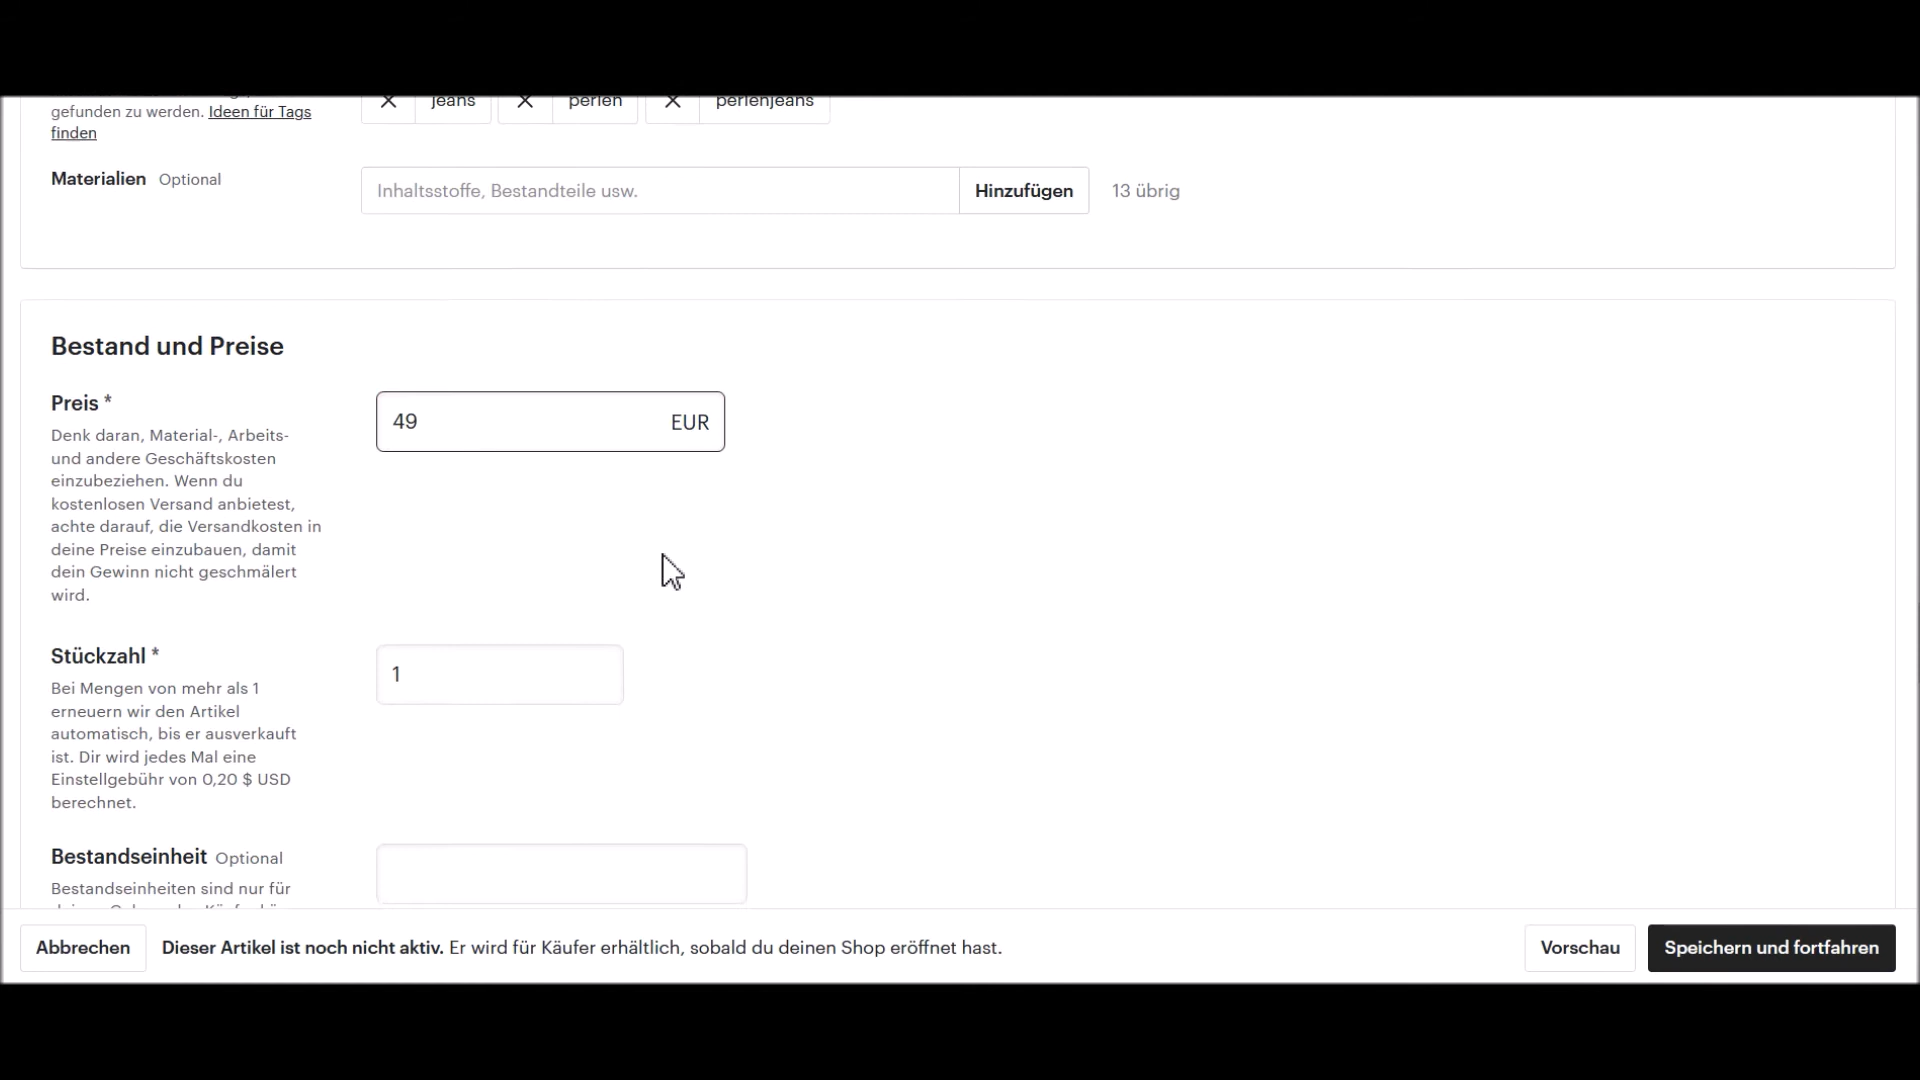 gefunden zu werden. Ideen für Tags
finden
jeans
perlen
perlenjeans
Materialien Optional
Inhaltsstoffe, Bestandteile usw.
Hinzufügen
13 übrig
Bestand und Preise
Preis *
Denk daran, Material-, Arbeits-
und andere Geschäftskosten
einzubeziehen. Wenn du
kostenlosen Versand anbietest,
achte darauf, die Versandkosten in
deine Preise einzubauen, damit
dein Gewinn nicht geschmälert
wird.
49
EUR
Stückzahl *
Bei Mengen von mehr als 1
erneuern wir den Artikel
automatisch, bis er ausverkauft
ist. Dir wird jedes Mal eine
Einstellgebühr von 0,20 $ USD
berechnet.
1
Bestandseinheit Optional
Bestandseinheiten sind nur für
Abbrechen
Dieser Artikel ist noch nicht aktiv. Er wird für Käufer erhältlich, sobald du deinen Shop eröffnet hast.
Vorschau
Speichern und fortfahren